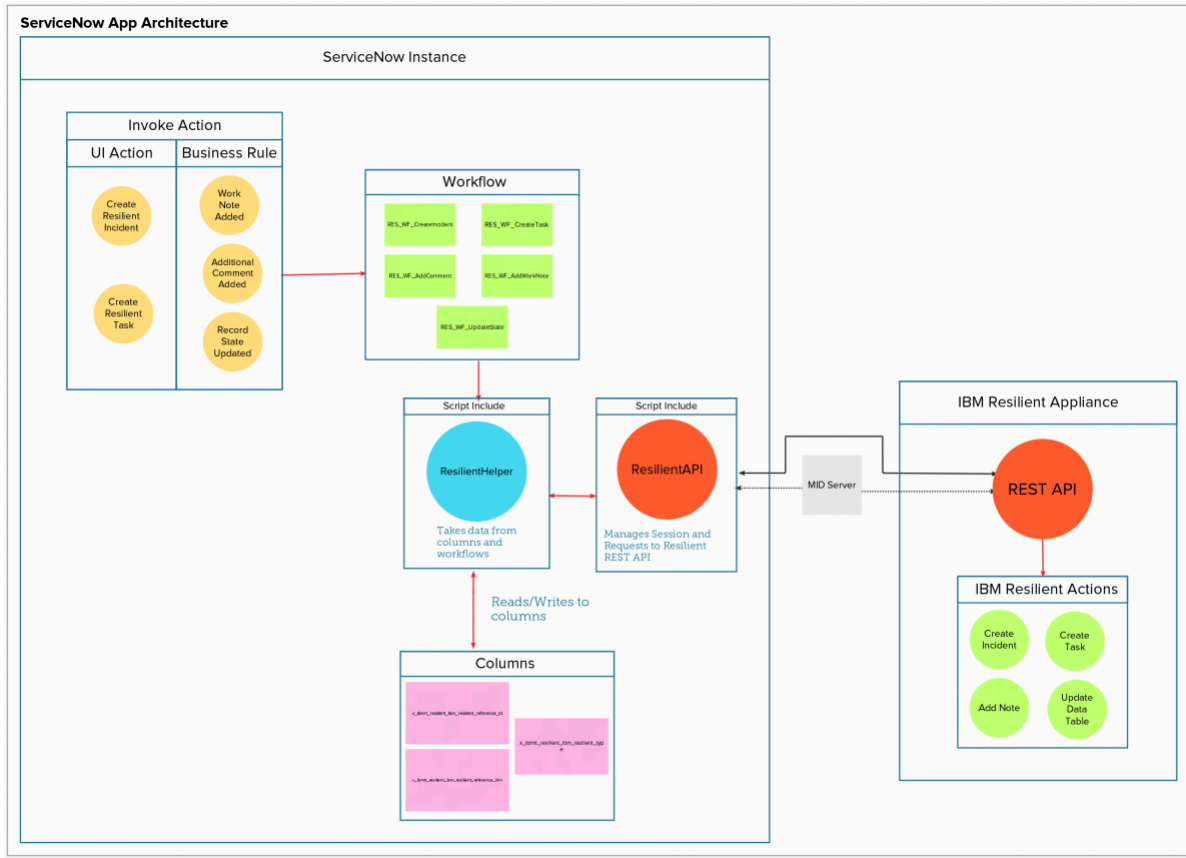 ServiceNow App Architecture
ServiceNow Instance
Invoke Action
UI Action
Business Rule
Create
Resilient
Incident
Create
Resilient
Task
Work
Note
Added
Additional
Comment
Added
Record
State
Updated
Workflow
RES_WF_CreateIncident
RES_WF_CreateTask
RES_WF_AddComment
RES_WF_AddWorkNote
RES_WF_UpdateState
Script Include
ResilientHelper
Takes data from
columns and
workflows
Script Include
ResilientAPI
Manages Session and
Requests to Resilient
REST API
Reads/Writes to
columns
Columns
x_ibmrt_resilient_ibm_resilient_reference_id
x_ibmrt_resilient_ibm_resilient_typ
e
x_ibmrt_resilient_ibm_resilient_reference_link
MID Server
IBM Resilient Appliance
REST API
IBM Resilient Actions
Create
Incident
Create
Task
Add Note
Update
Data
Table